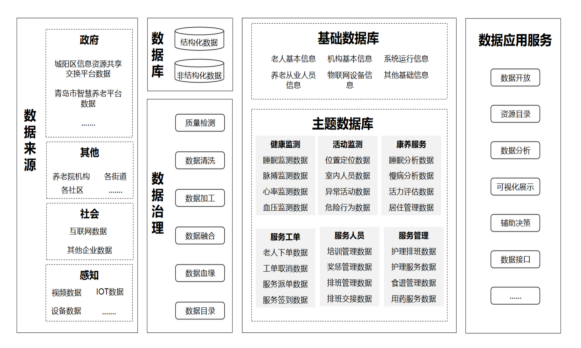 数据来源
政府
城阳区信息资源共享
交换平台数据
青岛市智慧养老平台
数据
.......
其他
养老院机构 各街道
各社区 .......
社会
互联网数据
其他企业数据
感知
视频数据 IOT数据
设备数据 .......
数据库
结构化数据
非结构化数据
数据治理
质量检测
数据清洗
数据加工
数据融合
数据血缘
数据目录
基础数据库
老人基本信息 机构基本信息 系统运行信息
养老从业人员信息 物联网设备信息 其他基础信息
主题数据库
健康监测
睡眠监测数据
脉搏监测数据
心率监测数据
血压监测数据
活动监测
位置定位数据
室内人员数据
异常活动数据
危险行为数据
康养服务
睡眠分析数据
慢病分析数据
活力评估数据
居住管理数据
服务工单
老人下单数据
工单取消数据
服务派单数据
服务签到数据
服务人员
培训管理数据
奖惩管理数据
排班管理数据
排班交接数据
服务管理
护理排班数据
护理服务数据
食谱管理数据
用药服务数据
数据应用服务
数据开放
资源目录
数据分析
可视化展示
辅助决策
数据接口
......